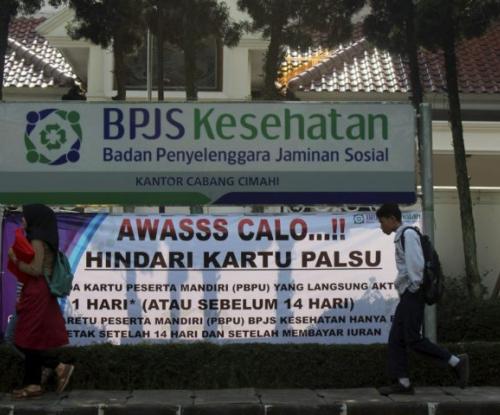 BPJS Kesehatan
Badan Penyelenggara Jaminan Sosial
KANTOR CABANG CIMAHI
AWASSS CALO...!!
HINDARI KARTU PALSU
KARTU PESERTA MANDIRI (PBPU) YANG LANGSUNG
1 HARI* (ATAU SEBELUM 14 HARI)
PESERTA MANDIRI (PBPU) BPJS KESEHATAN HANYA
SETELAH 14 HARI DAN SETELAH MEMBAYAR IURAN